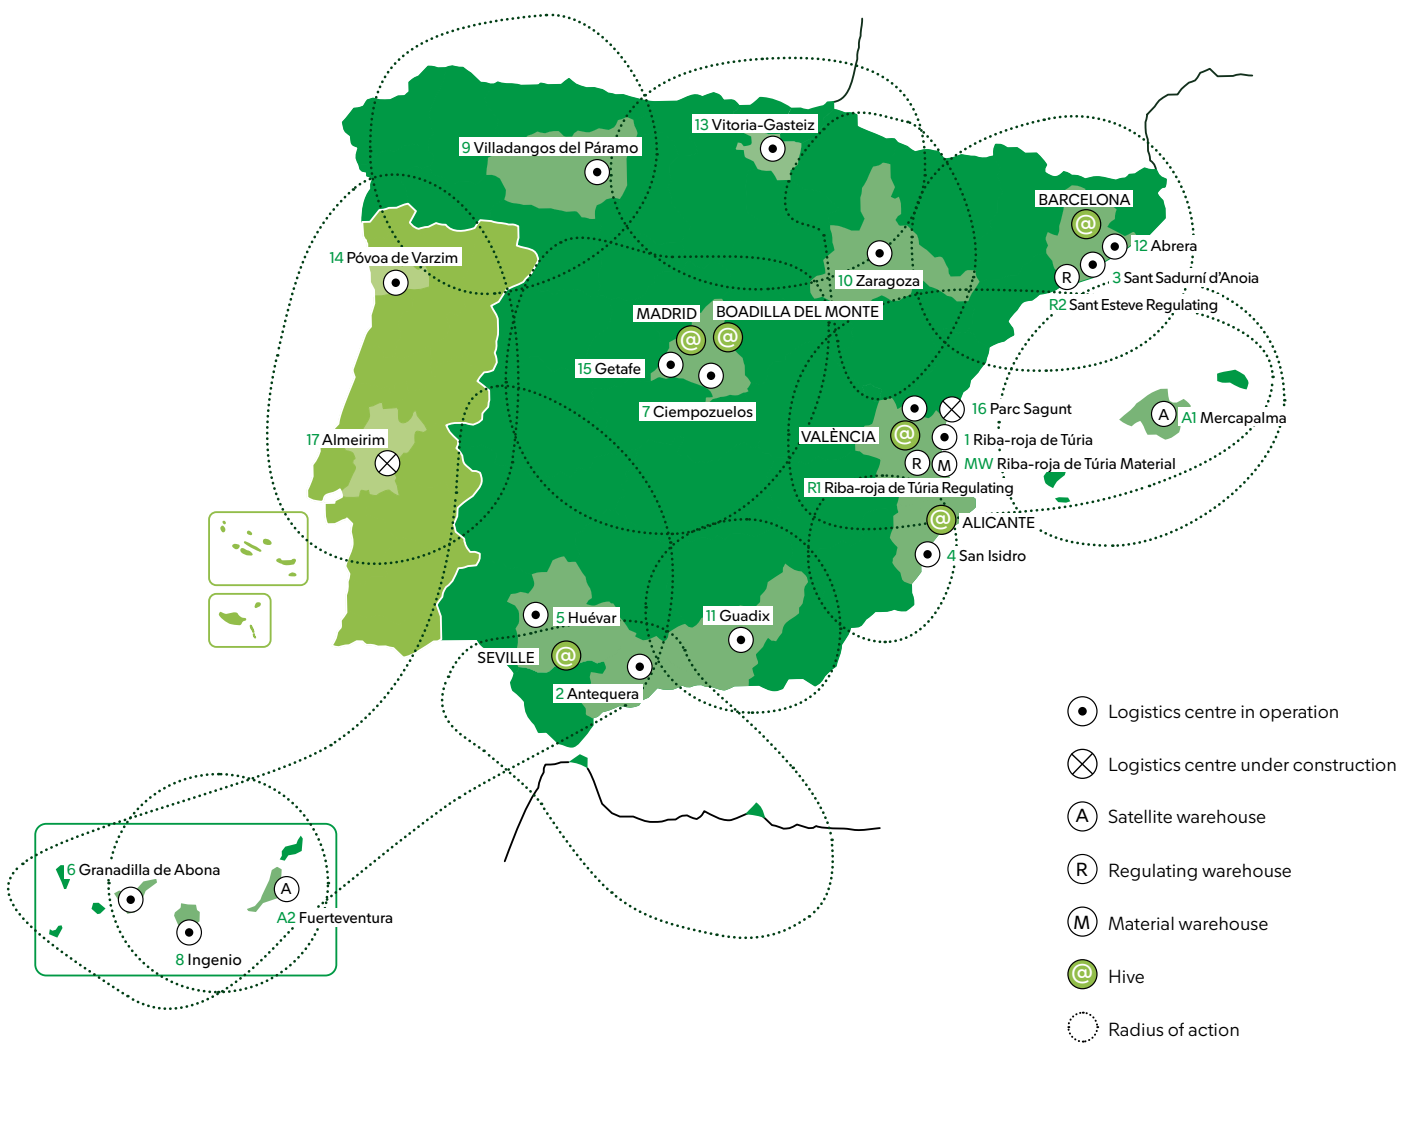 13 Vitoria-Gasteiz
9 Villadangos del Páramo
BARCELONA
@
12 Abrera
14 Póvoa de Varzim
10 Zaragoza
R
3 Sant Sadurní d'Anoia
R2 Sant Esteve Regulating
MADRID
BOADILLA DEL MONTE
@
@
15 Getafe
7 Ciempozuelos
16 Parc Sagunt
A
A1 Mercapalma
VALÈNCIA
@
1 Riba-roja de Túria
17 Almeirim
R
M
MW Riba-roja de Túria Material
R1 Riba-roja de Túria Regulating
@
ALICANTE
4 San Isidro
5 Huévar
11 Guadix
SEVILLE
@
2 Antequera
6 Granadilla de Abona
A
A2 Fuerteventura
8 Ingenio
Logistics centre in operation
Logistics centre under construction
A
Satellite warehouse
R
Regulating warehouse
M
Material warehouse
@
Hive
Radius of action